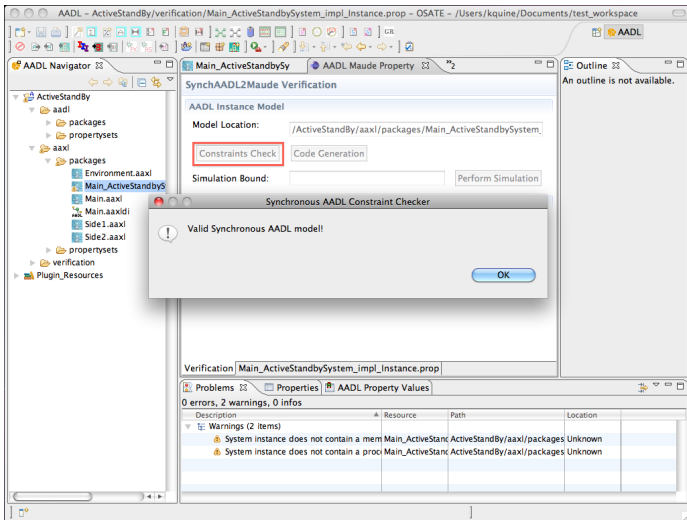 AADL - ActiveStandBy/verification/Main_ActiveStandbySystem_impl_Instance.prop - OSATE - /Users/kquine/Documents/test_workspace
AADL
AADL Navigator
Main_ActiveStandbySy
AADL Maude Property
2
Outline
An outline is not available.
ActiveStandBy
aadl
packages
propertysets
aaxl
packages
Environment.aaxl
Main_ActiveStandbyS
Main.aaxl
Main.aaxldi
Side1.aaxl
Side2.aaxl
propertysets
verification
Plugin_Resources
SynchAADL2Maude Verification
AADL Instance Model
Model Location:
/ActiveStandBy/aaxl/packages/Main_ActiveStandbySystem_
Constraints Check
Code Generation
Simulation Bound:
Perform Simulation
Synchronous AADL Constraint Checker
Valid Synchronous AADL model!
OK
Verification
Main_ActiveStandbySystem_impl_Instance.prop
Problems
Properties
AADL Property Values
0 errors, 2 warnings, 0 infos
Description Resource Path Location
Warnings (2 items)
System instance does not contain a mem Main_ActiveStand ActiveStandBy/aaxl/packages Unknown
System instance does not contain a proc Main_ActiveStand ActiveStandBy/aaxl/packages Unknown